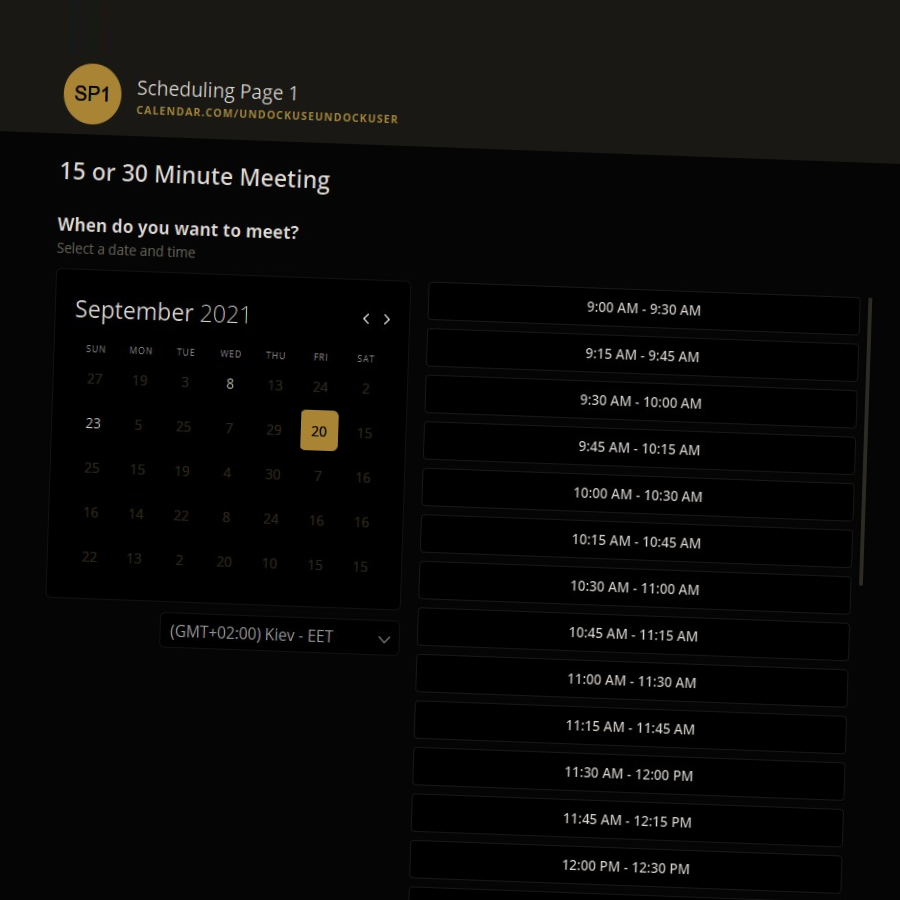 SP1
Scheduling Page 1
CALENDAR.COM/UNDOCKUSEUNDOCKUSER
15 or 30 Minute Meeting
When do you want to meet?
Select a date and time
September 2021
SUN MON TUE WED THU FRI SAT
27 19 3 8 13 24 2
23 5 25 7 29 20 15
25 15 19 4 30 7 16
16 14 22 8 24 16 16
22 13 2 20 10 15 15
(GMT+02:00) Kiev - EET
9:00 AM - 9:30 AM
9:15 AM - 9:45 AM
9:30 AM - 10:00 AM
9:45 AM - 10:15 AM
10:00 AM - 10:30 AM
10:15 AM - 10:45 AM
10:30 AM - 11:00 AM
10:45 AM - 11:15 AM
11:00 AM - 11:30 AM
11:15 AM - 11:45 AM
11:30 AM - 12:00 PM
11:45 AM - 12:15 PM
12:00 PM - 12:30 PM